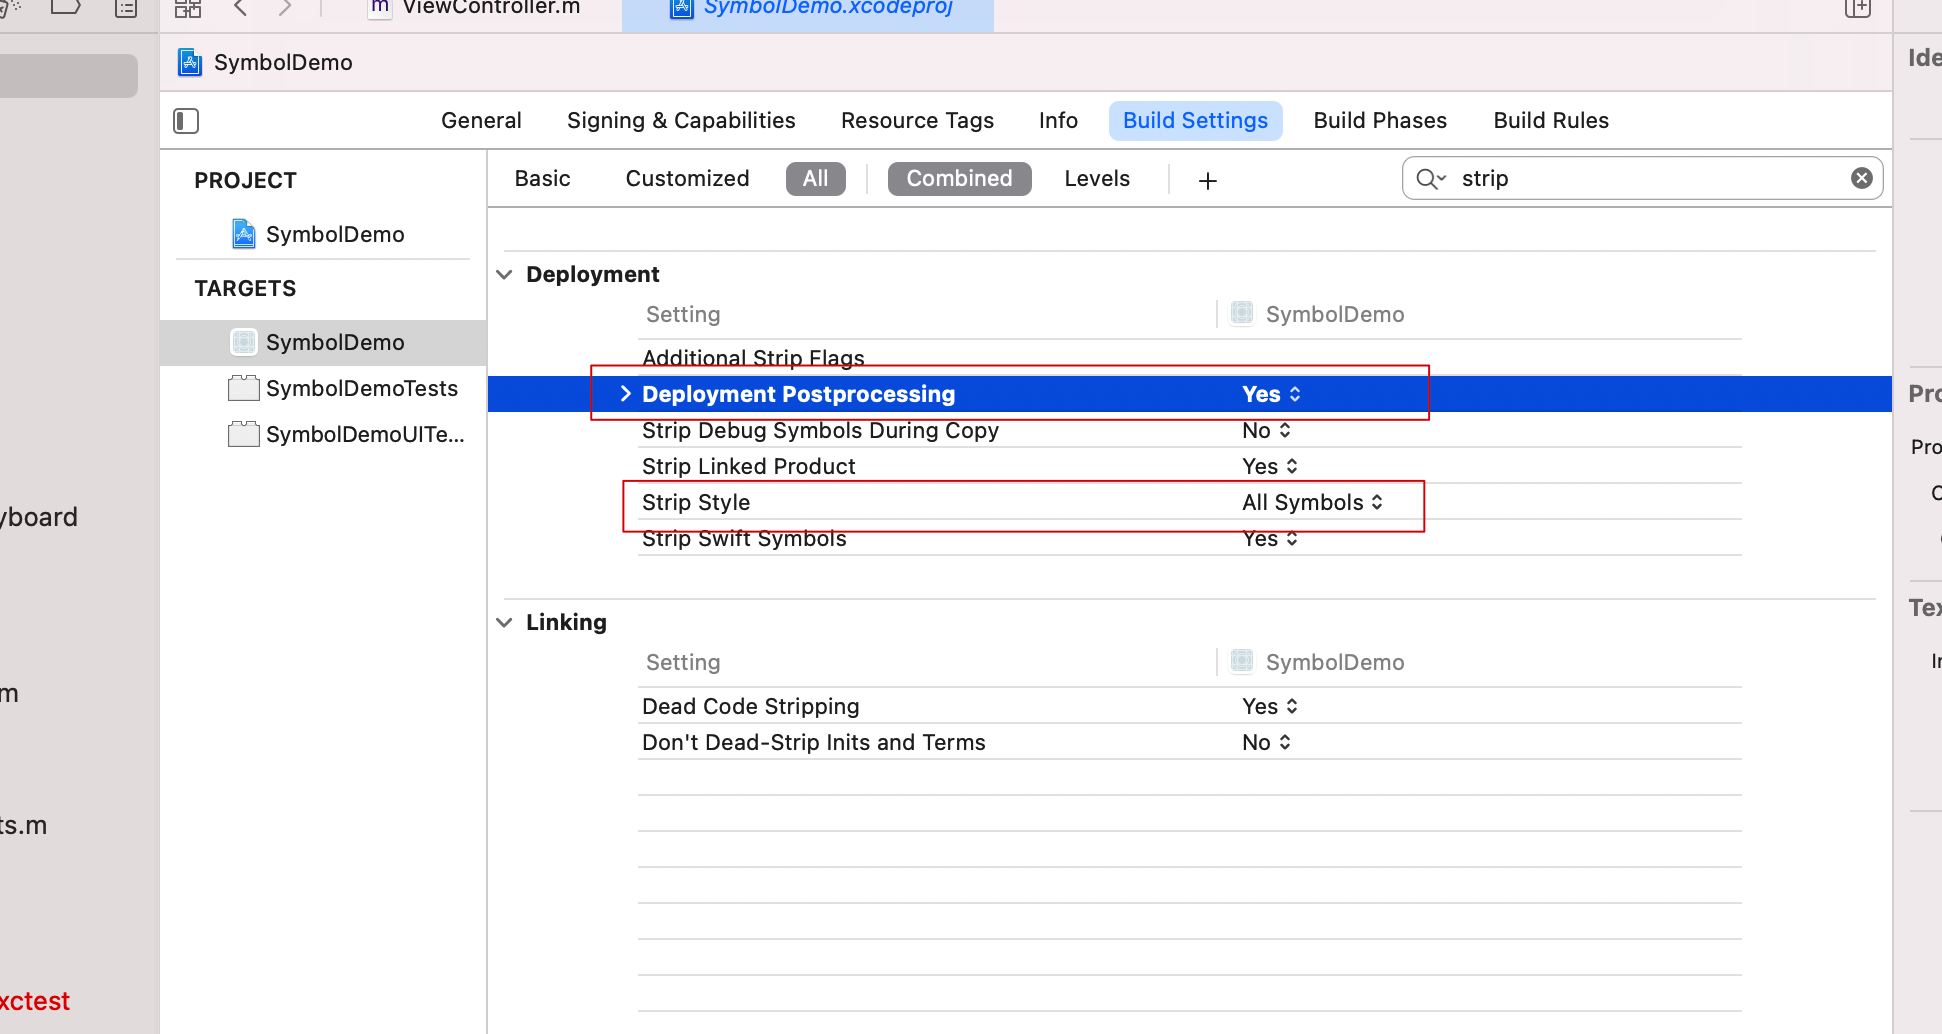 ViewController.m
SymbolDemo.xcodeproj
SymbolDemo
Ide
General Signing & Capabilities Resource Tags Info Build Settings Build Phases Build Rules
PROJECT
SymbolDemo
TARGETS
SymbolDemo
SymbolDemoTests
SymbolDemoUITe...
Basic Customized All Combined Levels + strip
Deployment
Setting SymbolDemo
Additional Strip Flags
Deployment Postprocessing Yes
Strip Debug Symbols During Copy No
Strip Linked Product Yes
Strip Style All Symbols
Strip Swift Symbols Yes
Linking
Setting SymbolDemo
Dead Code Stripping Yes
Don't Dead-Strip Inits and Terms No
yboard
m
ts.m
xctest
Pro
Pro
Tex